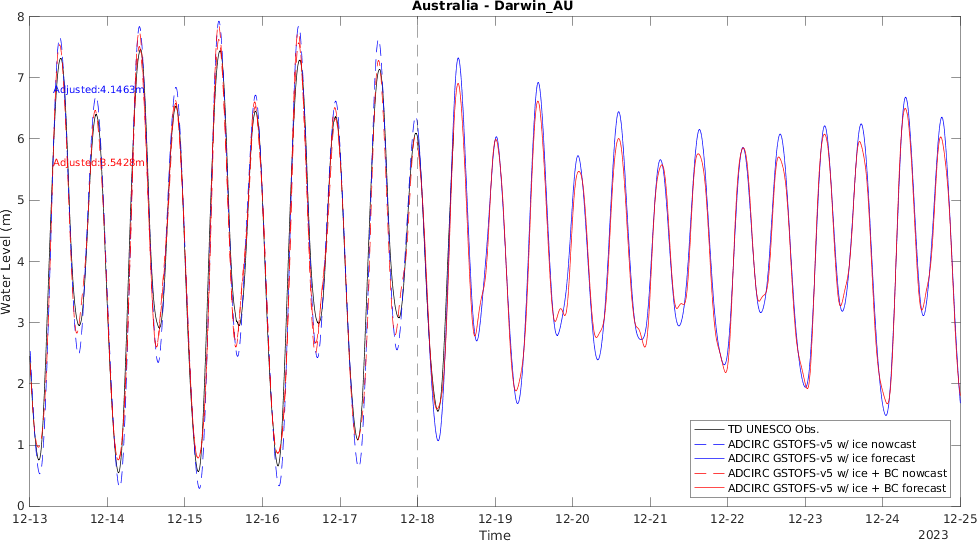 Australia - Darwin_AU
8
7
6
5
4
3
2
1
0
Water Level (m)
Adjusted:4.1463m
Adjusted:3.5428m
TD UNESCO Obs.
ADCIRC GSTOFS-v5 w/ ice nowcast
ADCIRC GSTOFS-v5 w/ ice forecast
ADCIRC GSTOFS-v5 w/ ice + BC nowcast
ADCIRC GSTOFS-v5 w/ ice + BC forecast
12-13 12-14 12-15 12-16 12-17 12-18 12-19 12-20 12-21 12-22 12-23 12-24 12-25
Time
2023